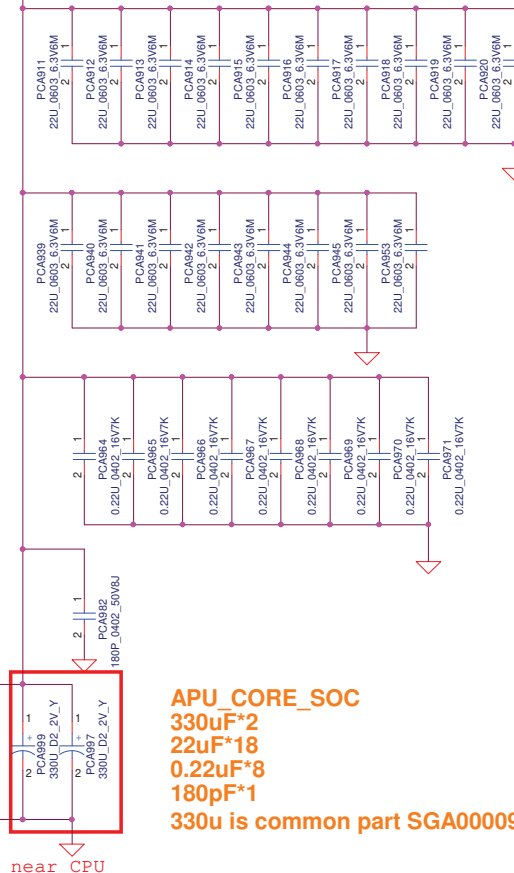 1 1 1 1 1 1 1 1 1 1
2 2 2 2 2 2 2 2 2 2
PCA911
22U_0603_6.3V6M
PCA912
22U_0603_6.3V6M
PCA913
22U_0603_6.3V6M
PCA914
22U_0603_6.3V6M
PCA915
22U_0603_6.3V6M
PCA916
22U_0603_6.3V6M
PCA917
22U_0603_6.3V6M
PCA918
22U_0603_6.3V6M
PCA919
22U_0603_6.3V6M
PCA920
22U_0603_6.3V6M
1 1 1 1 1 1 1 1
2 2 2 2 2 2 2 2
PCA939
22U_0603_6.3V6M
PCA940
22U_0603_6.3V6M
PCA941
22U_0603_6.3V6M
PCA942
22U_0603_6.3V6M
PCA943
22U_0603_6.3V6M
PCA944
22U_0603_6.3V6M
PCA945
22U_0603_6.3V6M
PCA953
22U_0603_6.3V6M
1 1 1 1 1 1 1 1
2 2 2 2 2 2 2 2
PCA964
0.22U_0402_16V7K
PCA965
0.22U_0402_16V7K
PCA966
0.22U_0402_16V7K
PCA967
0.22U_0402_16V7K
PCA968
0.22U_0402_16V7K
PCA969
0.22U_0402_16V7K
PCA970
0.22U_0402_16V7K
PCA971
0.22U_0402_16V7K
1
2
PCA982
180P_0402_50V8J
1 1
+ +
2 2
PCA999
330U_D2_2V_Y
PCA997
330U_D2_2V_Y
APU_CORE_SOC
330uF*2
22uF*18
0.22uF*8
180pF*1
330u is common part SGA00009
near CPU